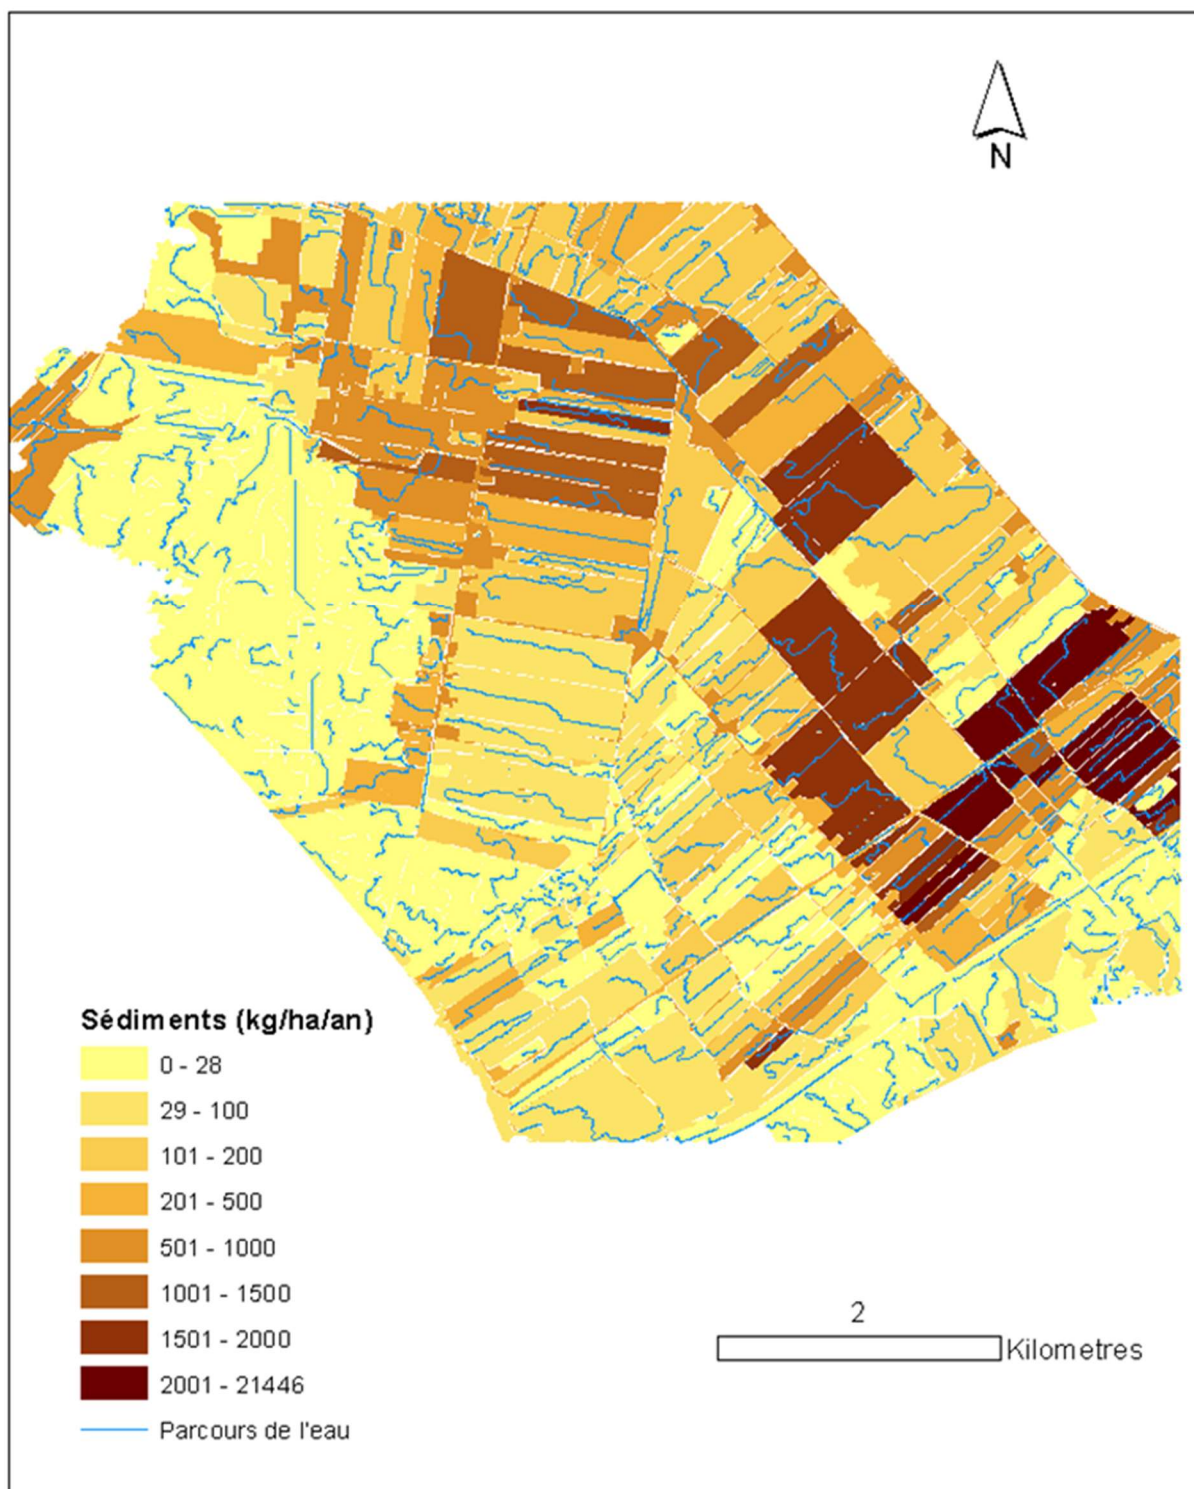 N
Sédiments (kg/ha/an)
0 - 28
29 - 100
101 - 200
201 - 500
501 - 1000
1001 - 1500
1501 - 2000
2001 - 21446
Parcours de l'eau
2
Kilometres